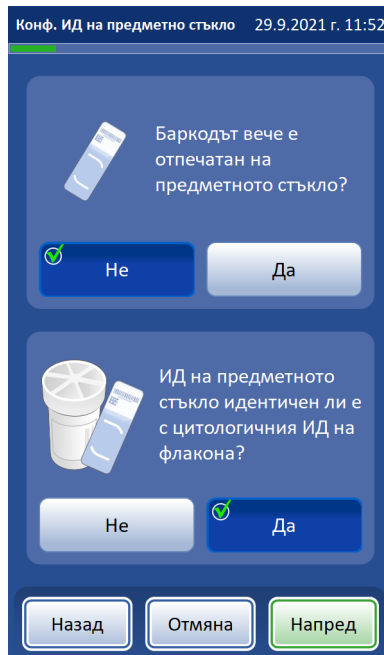 Конф. ИД на предметно стъкло 29.9.2021 г. 11:52
Баркодът вече е
отпечатан на
предметното стъкло?
Не Да
ИД на предметното
стъкло идентичен ли е
с цитологичния ИД на
флакона?
Не Да
Назад Отмяна Напред